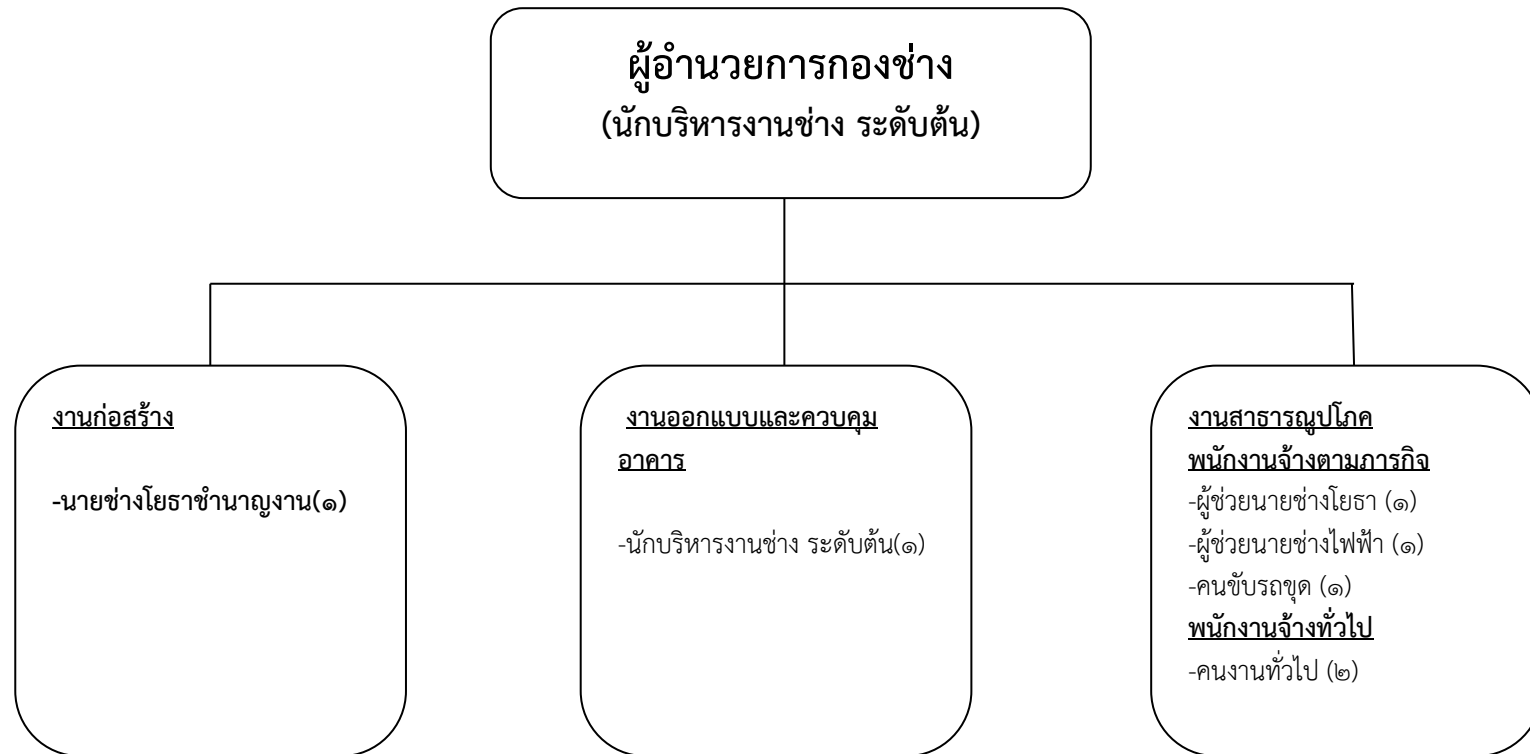 ผู้อำนวยการกองช่าง
(นักบริหารงานช่าง ระดับต้น)
งานก่อสร้าง
-นายช่างโยธาชำนาญงาน(๑)
งานออกแบบและควบคุม
อาคาร
-นักบริหารงานช่าง ระดับต้น(๑)
งานสาธารณูปโภค
พนักงานจ้างตามภารกิจ
-ผู้ช่วยนายช่างโยธา (๑)
-ผู้ช่วยนายช่างไฟฟ้า (๑)
-คนขับรถขุด (๑)
พนักงานจ้างทั่วไป
-คนงานทั่วไป (๒)